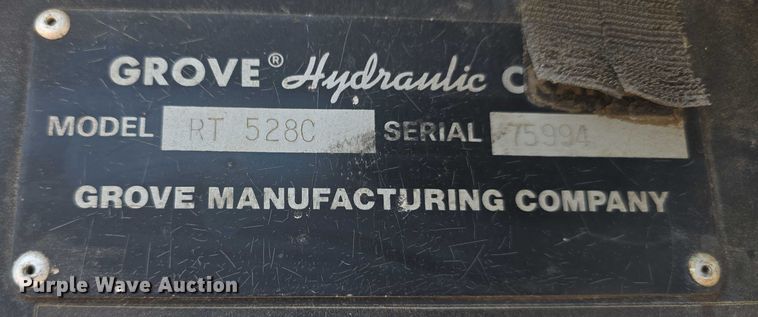 GROVE® Hydraulic
MODEL RT 528C SERIAL 75994
GROVE MANUFACTURING COMPANY
Purple Wave Auction